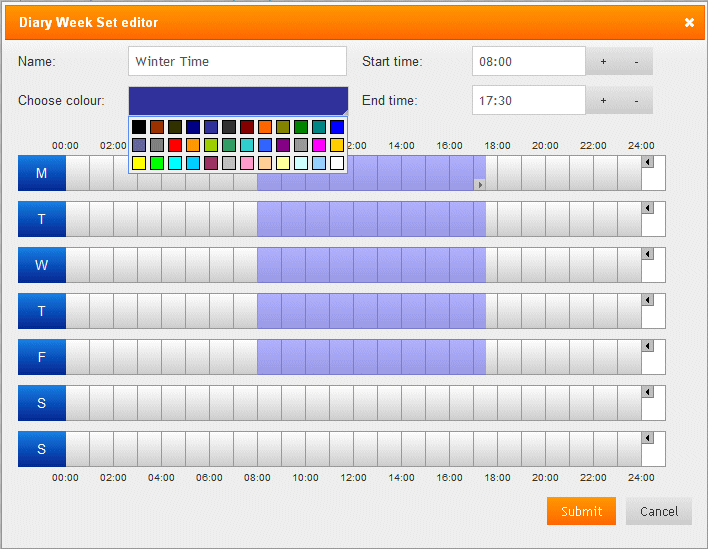 Diary Week Set editor
Name: Winter Time Start time: 08:00 + -
Choose colour: End time: 17:30 + -
00:00 02:00 12:00 14:00 16:00 18:00 20:00 22:00 24:00
M
T
W
T
F
S
S
00:00 02:00 04:00 06:00 08:00 10:00 12:00 14:00 16:00 18:00 20:00 22:00 24:00
Submit Cancel